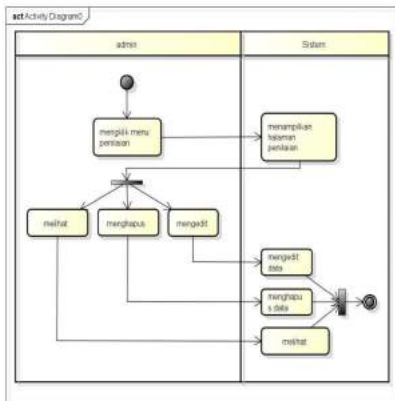 act Activity Diagram0
admin
Sistem
mengklik menu
penilaian
menampilkan
halaman
penilaian
melihat
menghapus
mengedit
mengedit
data
menghapu
s data
melihat